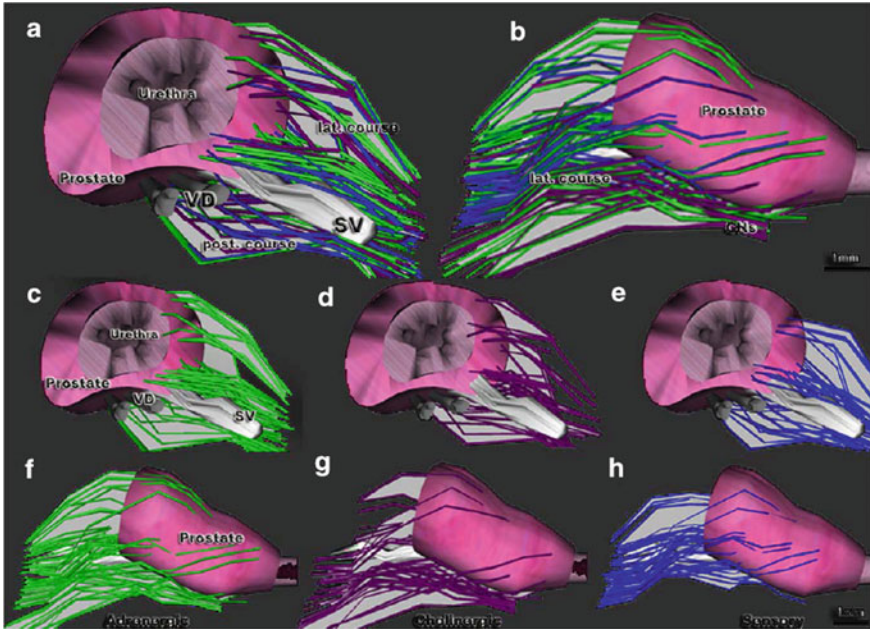 a
Urethra
lat. course
Prostate
VD
SV
post. course
b
Prostate
lat. course
CNs
1mm
c
Urethra
Prostate
VD
SV
d
e
f
Prostate
Adrenergic
g
Cholinergic
h
Sensory
1mm